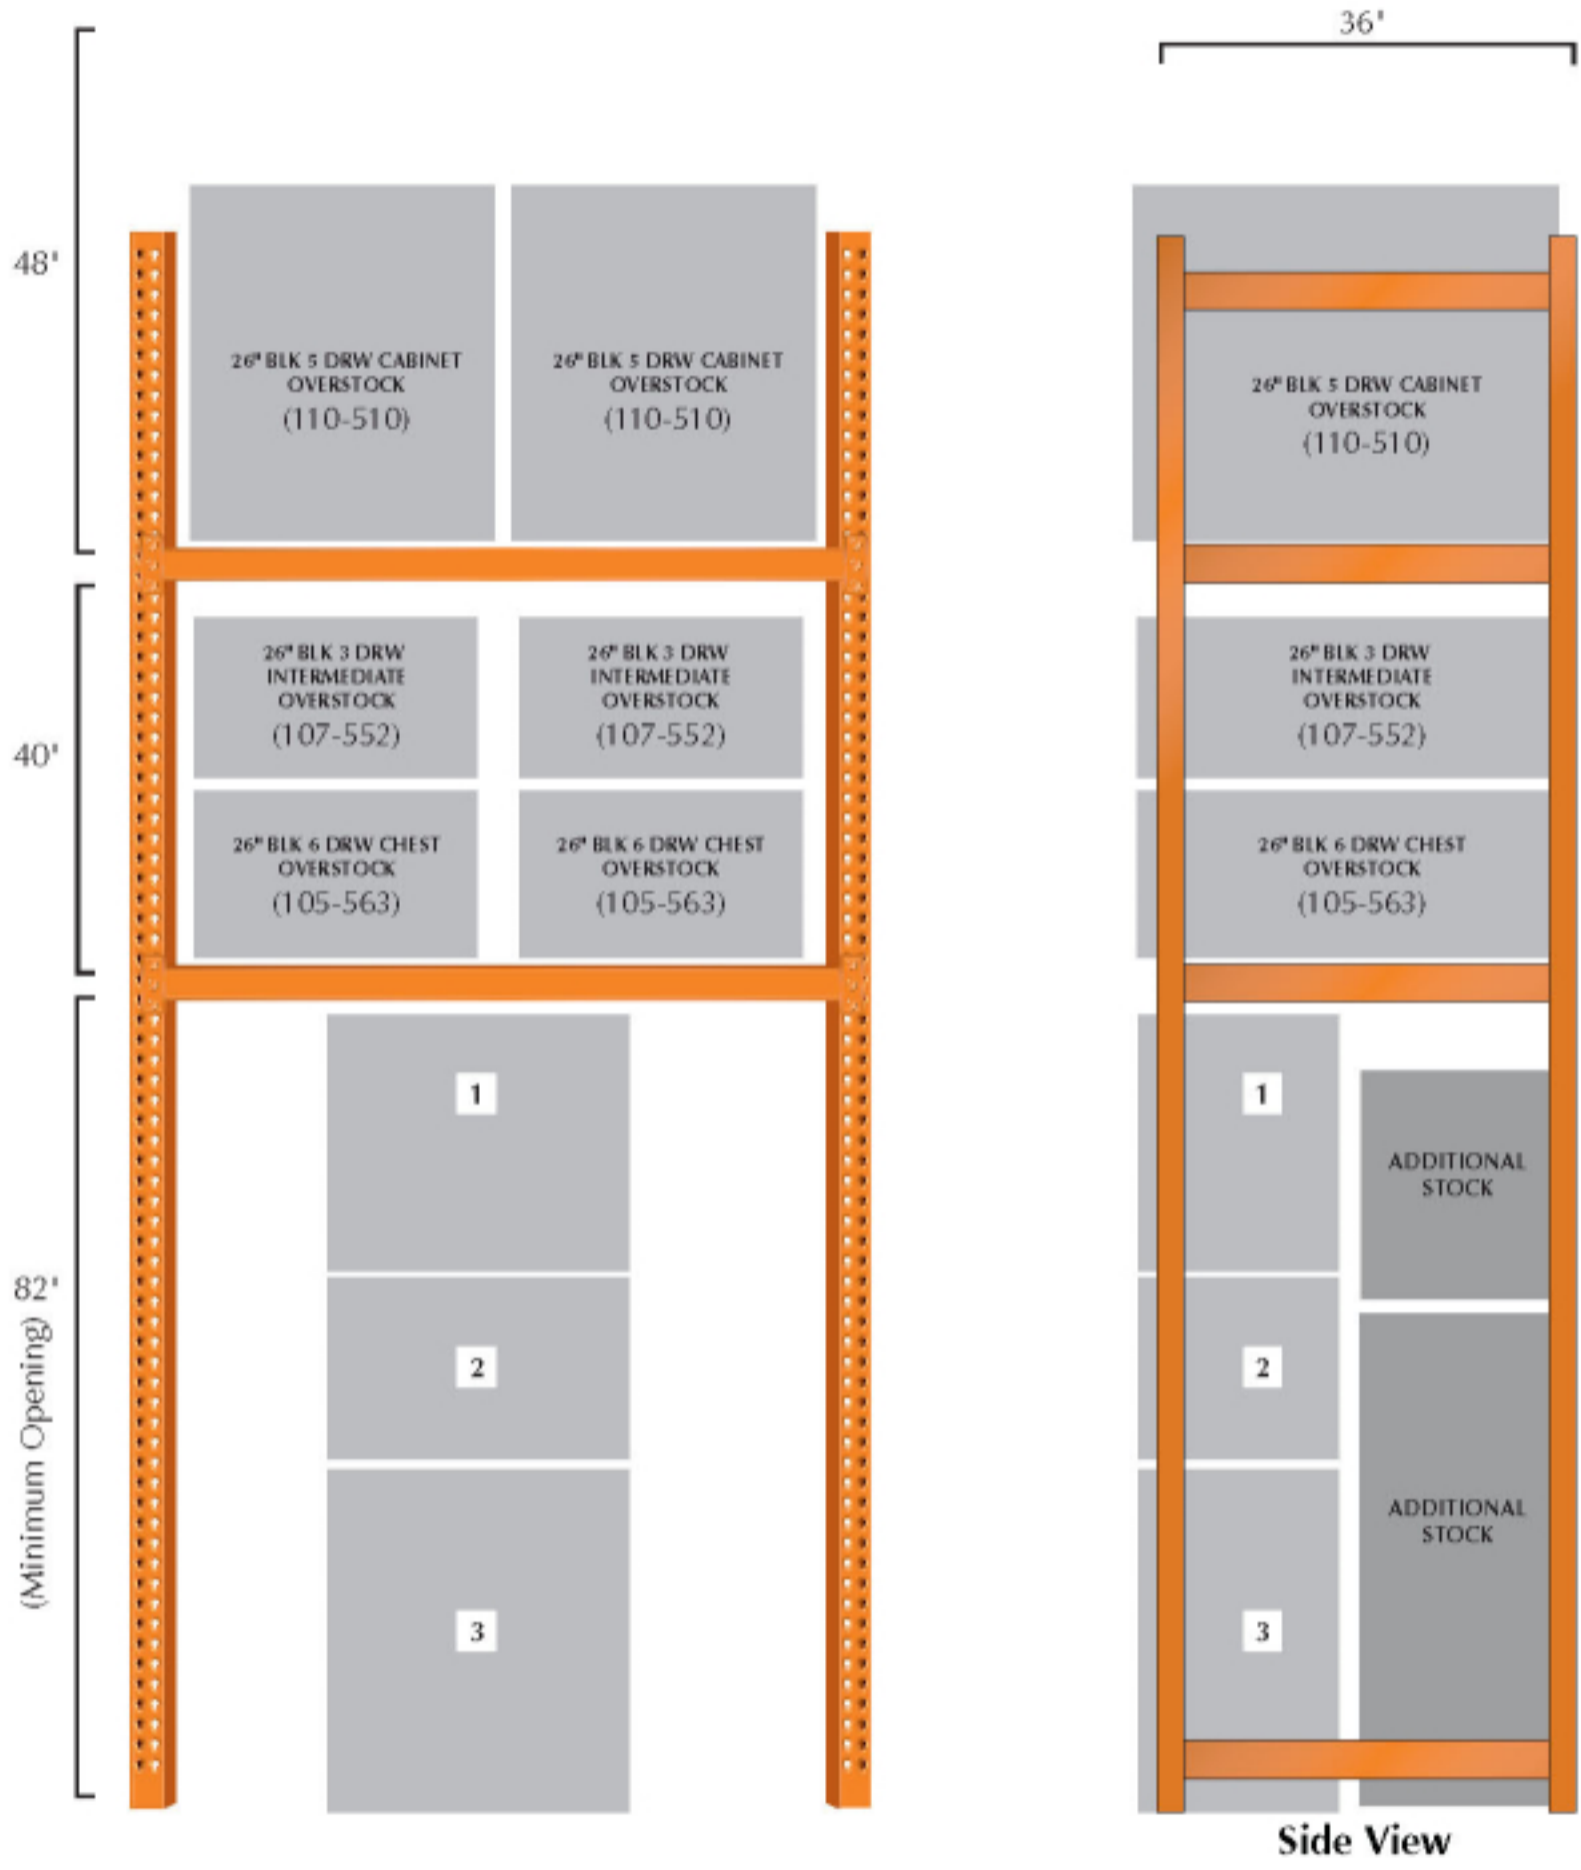 36"
48"
26" BLK 5 DRW CABINET
OVERSTOCK
(110-510)
26" BLK 5 DRW CABINET
OVERSTOCK
(110-510)
26" BLK 5 DRW CABINET
OVERSTOCK
(110-510)
40"
26" BLK 3 DRW
INTERMEDIATE
OVERSTOCK
(107-552)
26" BLK 3 DRW
INTERMEDIATE
OVERSTOCK
(107-552)
26" BLK 3 DRW
INTERMEDIATE
OVERSTOCK
(107-552)
26" BLK 6 DRW CHEST
OVERSTOCK
(105-563)
26" BLK 6 DRW CHEST
OVERSTOCK
(105-563)
26" BLK 6 DRW CHEST
OVERSTOCK
(105-563)
82"
(Minimum Opening)
1
2
3
1
2
3
ADDITIONAL
STOCK
ADDITIONAL
STOCK
Side View